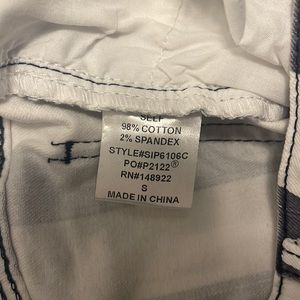 SELF
98% COTTON
2% SPANDEX
STYLE#SIP6106C
PO#P2122®
RN#148922
S
MADE IN CHINA